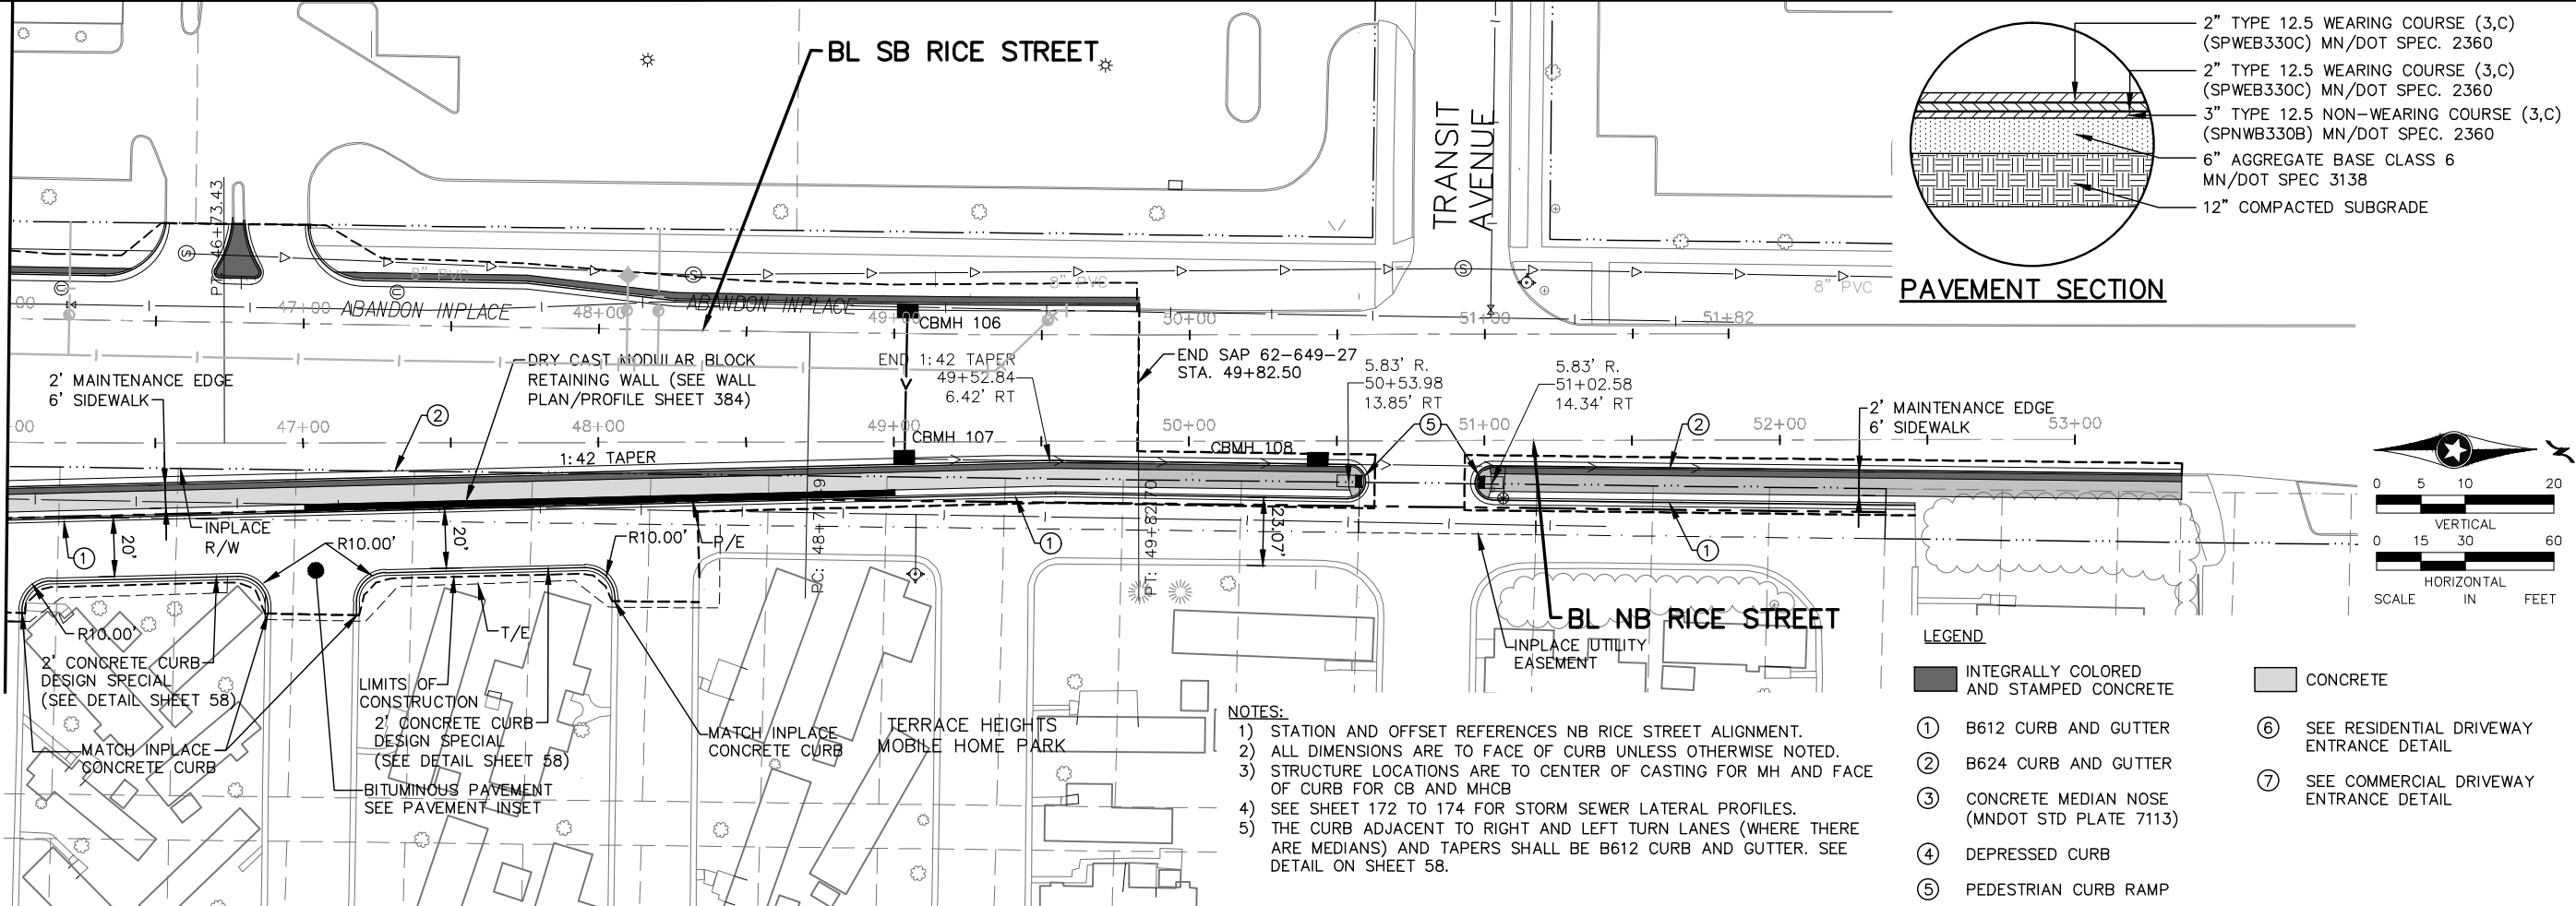 BL SB RICE STREET
TRANSIT
AVENUE
2" TYPE 12.5 WEARING COURSE (3,C)
(SPWEB330C) MN/DOT SPEC. 2360
2" TYPE 12.5 WEARING COURSE (3,C)
(SPWEB330C) MN/DOT SPEC. 2360
3" TYPE 12.5 NON-WEARING COURSE (3,C)
(SPNWB330B) MN/DOT SPEC. 2360
6" AGGREGATE BASE CLASS 6
MN/DOT SPEC 3138
12" COMPACTED SUBGRADE
PAVEMENT SECTION
S
S
S
8" PVC
8" PVC
8" PVC
U
U
00
47+00
ABANDON INPLACE
48+00
ABANDON INPLACE
49+00
50+00
51+00
51+82
CBMH 106
DRY CAST MODULAR BLOCK
RETAINING WALL (SEE WALL
PLAN/PROFILE SHEET 384)
END 1:42 TAPER
49+52.84
6.42' RT
END SAP 62-649-27
STA. 49+82.50
5.83' R.
50+53.98
13.85' RT
5.83' R.
51+02.58
14.34' RT
2' MAINTENANCE EDGE
6' SIDEWALK
2
2' MAINTENANCE EDGE
6' SIDEWALK
2
5
00
47+00
48+00
49+00
50+00
51+00
52+00
53+00
1:42 TAPER
CBMH 107
CBMH 108
INPLACE
R/W
1
20'
R10.00'
20'
R10.00'
P/E
1
23.07'
1
PT: 49+82.70
R10.00'
T/E
2' CONCRETE CURB
DESIGN SPECIAL
(SEE DETAIL SHEET 58)
LIMITS OF
CONSTRUCTION
2' CONCRETE CURB
DESIGN SPECIAL
(SEE DETAIL SHEET 58)
MATCH INPLACE
CONCRETE CURB
MATCH INPLACE
CONCRETE CURB
BITUMINOUS PAVEMENT
SEE PAVEMENT INSET
TERRACE HEIGHTS
MOBILE HOME PARK
BL NB RICE STREET
INPLACE UTILITY
EASEMENT
0 5 10 20
VERTICAL
0 15 30 60
HORIZONTAL
SCALE IN FEET
NOTES:
1) STATION AND OFFSET REFERENCES NB RICE STREET ALIGNMENT.
2) ALL DIMENSIONS ARE TO FACE OF CURB UNLESS OTHERWISE NOTED.
3) STRUCTURE LOCATIONS ARE TO CENTER OF CASTING FOR MH AND FACE
OF CURB FOR CB AND MHCB
4) SEE SHEET 172 TO 174 FOR STORM SEWER LATERAL PROFILES.
5) THE CURB ADJACENT TO RIGHT AND LEFT TURN LANES (WHERE THERE
ARE MEDIANS) AND TAPERS SHALL BE B612 CURB AND GUTTER. SEE
DETAIL ON SHEET 58.
LEGEND
INTEGRALLY COLORED
AND STAMPED CONCRETE
CONCRETE
1 B612 CURB AND GUTTER
2 B624 CURB AND GUTTER
3 CONCRETE MEDIAN NOSE
(MNDOT STD PLATE 7113)
4 DEPRESSED CURB
5 PEDESTRIAN CURB RAMP
6 SEE RESIDENTIAL DRIVEWAY
ENTRANCE DETAIL
7 SEE COMMERCIAL DRIVEWAY
ENTRANCE DETAIL